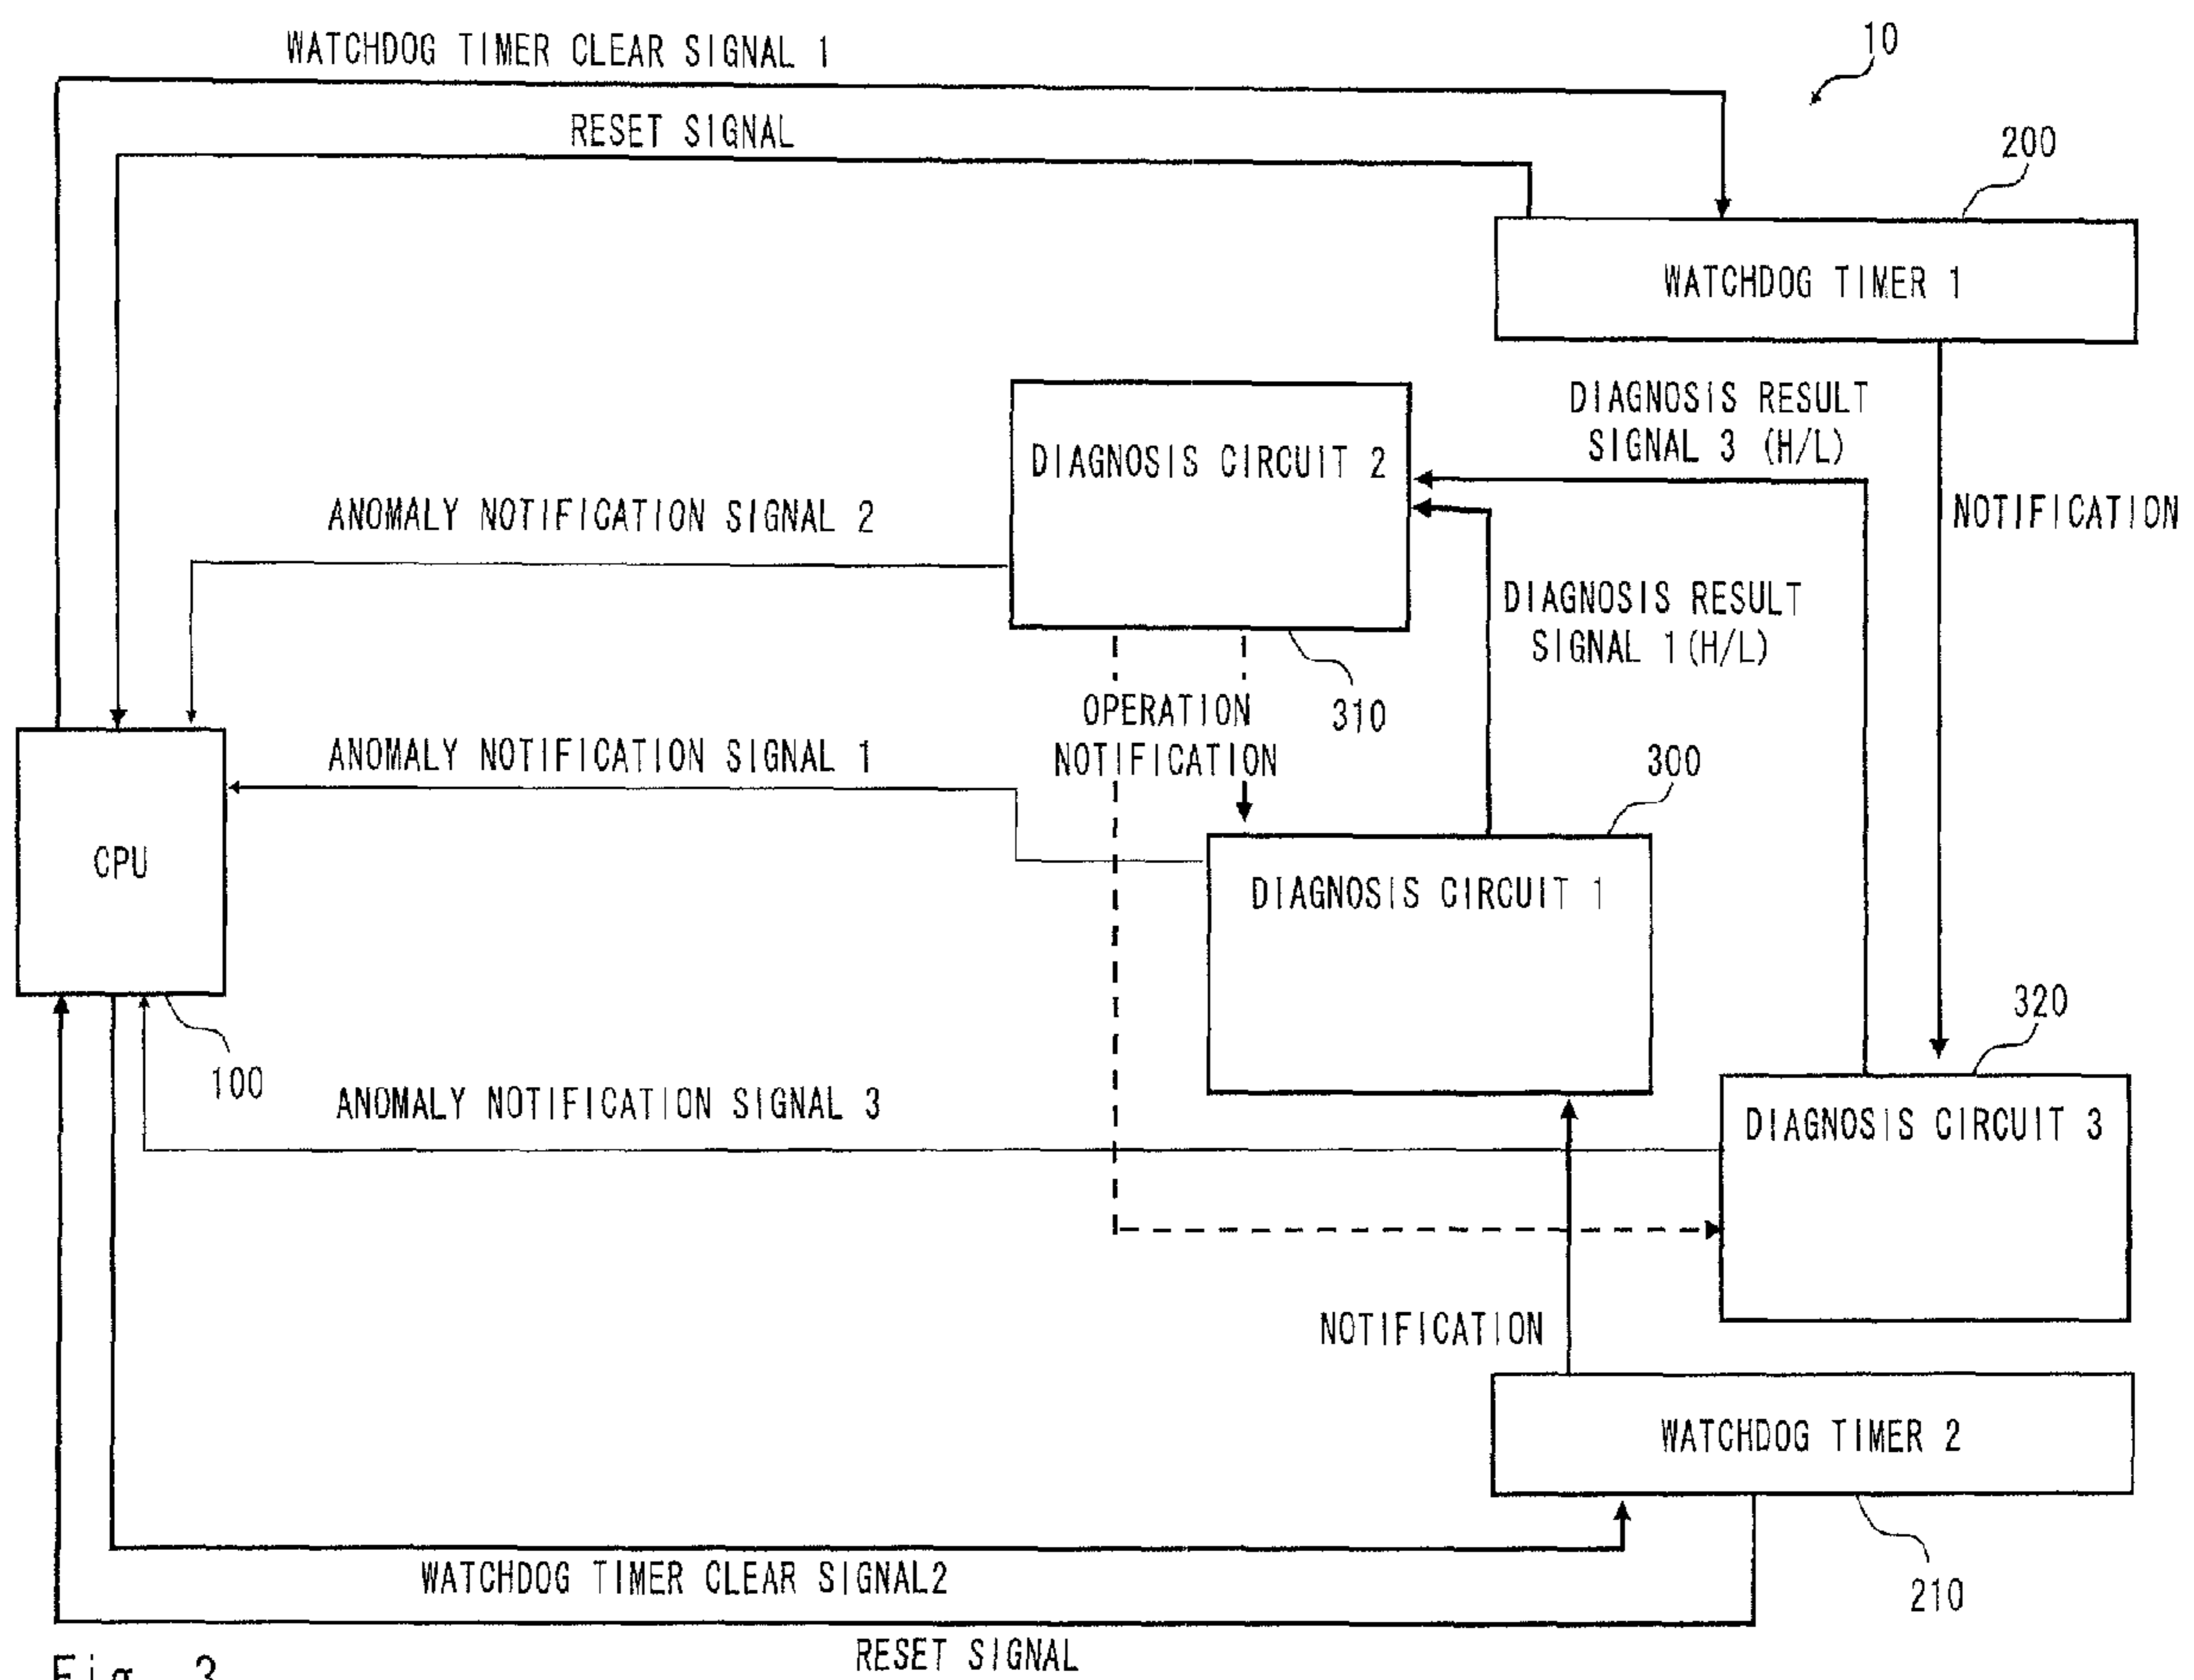 WATCHDOG TIMER CLEAR SIGNAL 1
10
RESET SIGNAL
200
WATCHDOG TIMER 1
DIAGNOSIS RESULT
SIGNAL 3 (H/L)
DIAGNOSIS CIRCUIT 2
ANOMALY NOTIFICATION SIGNAL 2
NOTIFICATION
DIAGNOSIS RESULT
SIGNAL 1(H/L)
310
OPERATION
NOTIFICATION
ANOMALY NOTIFICATION SIGNAL 1
300
CPU
DIAGNOSIS CIRCUIT 1
100
320
ANOMALY NOTIFICATION SIGNAL 3
DIAGNOSIS CIRCUIT 3
NOTIFICATION
WATCHDOG TIMER 2
WATCHDOG TIMER CLEAR SIGNAL2
210
RESET SIGNAL
Fig. 3